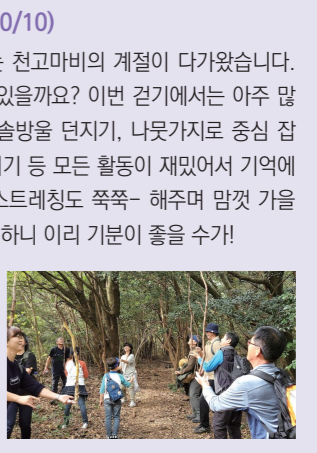 0/10)
는 천고마비의 계절이 다가왔습니다.
있을까요? 이번 걷기에서는 아주 많
솔방울 던지기, 나뭇가지로 중심 잡
기 등 모든 활동이 재밌어서 기억에
스트레칭도 쭉쭉- 해주며 맘껏 가을
하니 이리 기분이 좋을 수가!